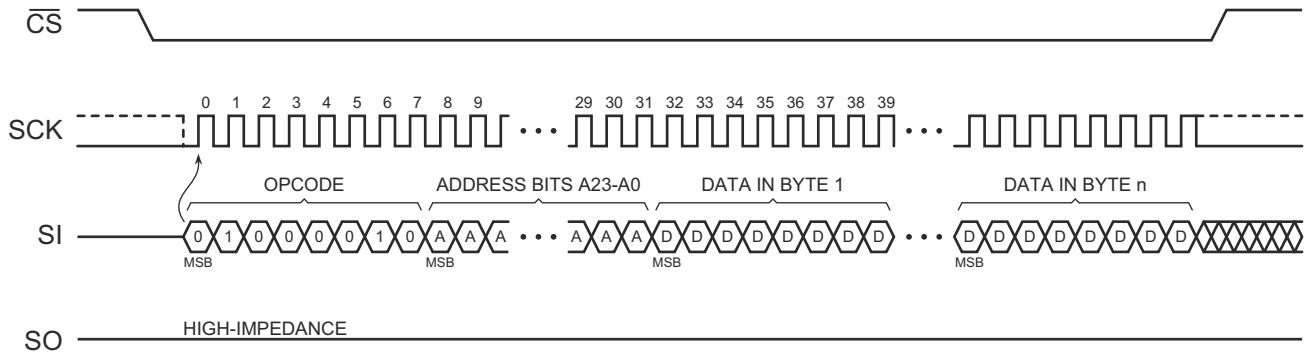 CS
0 1 2 3 4 5 6 7 8 9 29 30 31 32 33 34 35 36 37 38 39
SCK
OPCODE ADDRESS BITS A23-A0 DATA IN BYTE 1 DATA IN BYTE n
SI 0 1 0 0 0 0 1 0 A A A A A A D D D D D D D D D D D D D D D D
MSB MSB MSB MSB
HIGH-IMPEDANCE
SO